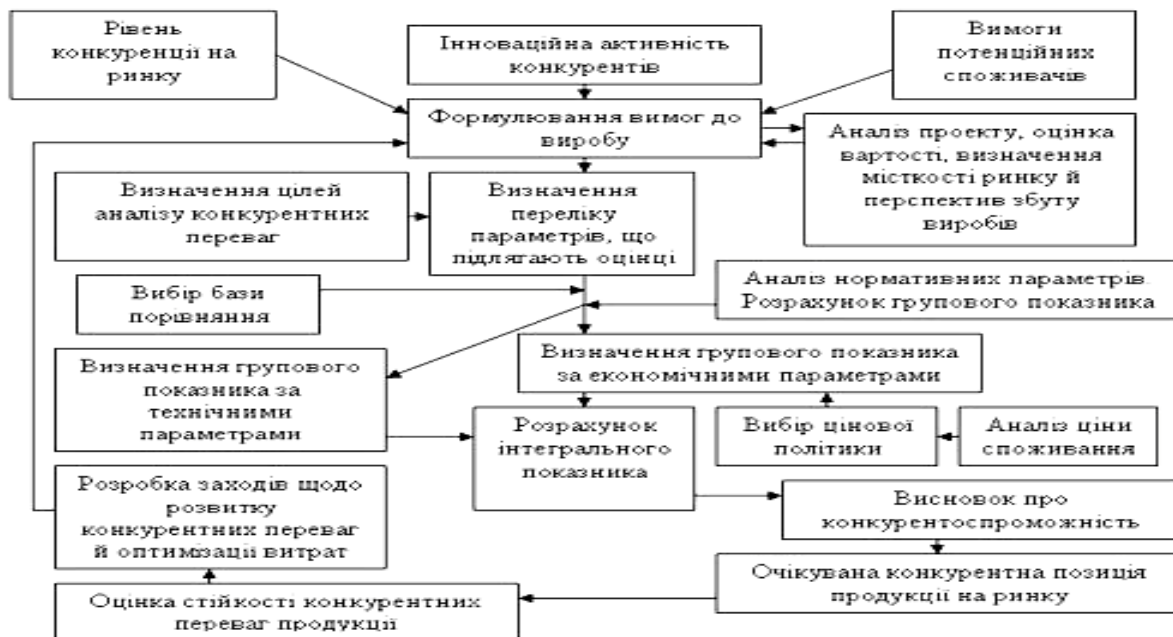 Рівень
конкуренції на
ринку
Інноваційна активність
конкурентів
Вимоги
потенційних
споживачів
Формулювання вимог до
виробу
Аналіз проекту, оцінка
вартості, визначення
місткості ринку й
перспектив збуту
виробів
Визначення цілей
аналізу конкурентних
переваг
Визначення
переліку
параметрів, що
підлягають оцінці
Вибір бази
порівняння
Аналіз нормативних параметрів.
Розрахунок групового показника
Визначення групового
показника за
технічними
параметрами
Визначення групового показника
за економічними параметрами
Розрахунок
інтегрального
показника
Вибір цінової
політики
Аналіз ціни
споживання
Розробка заходів щодо
розвитку
конкурентних переваг
й оптимізації витрат
Висновок про
конкурентоспроможність
Очікувана конкурентна позиція
продукції на ринку
Оцінка стійкості конкурентних
переваг продукції